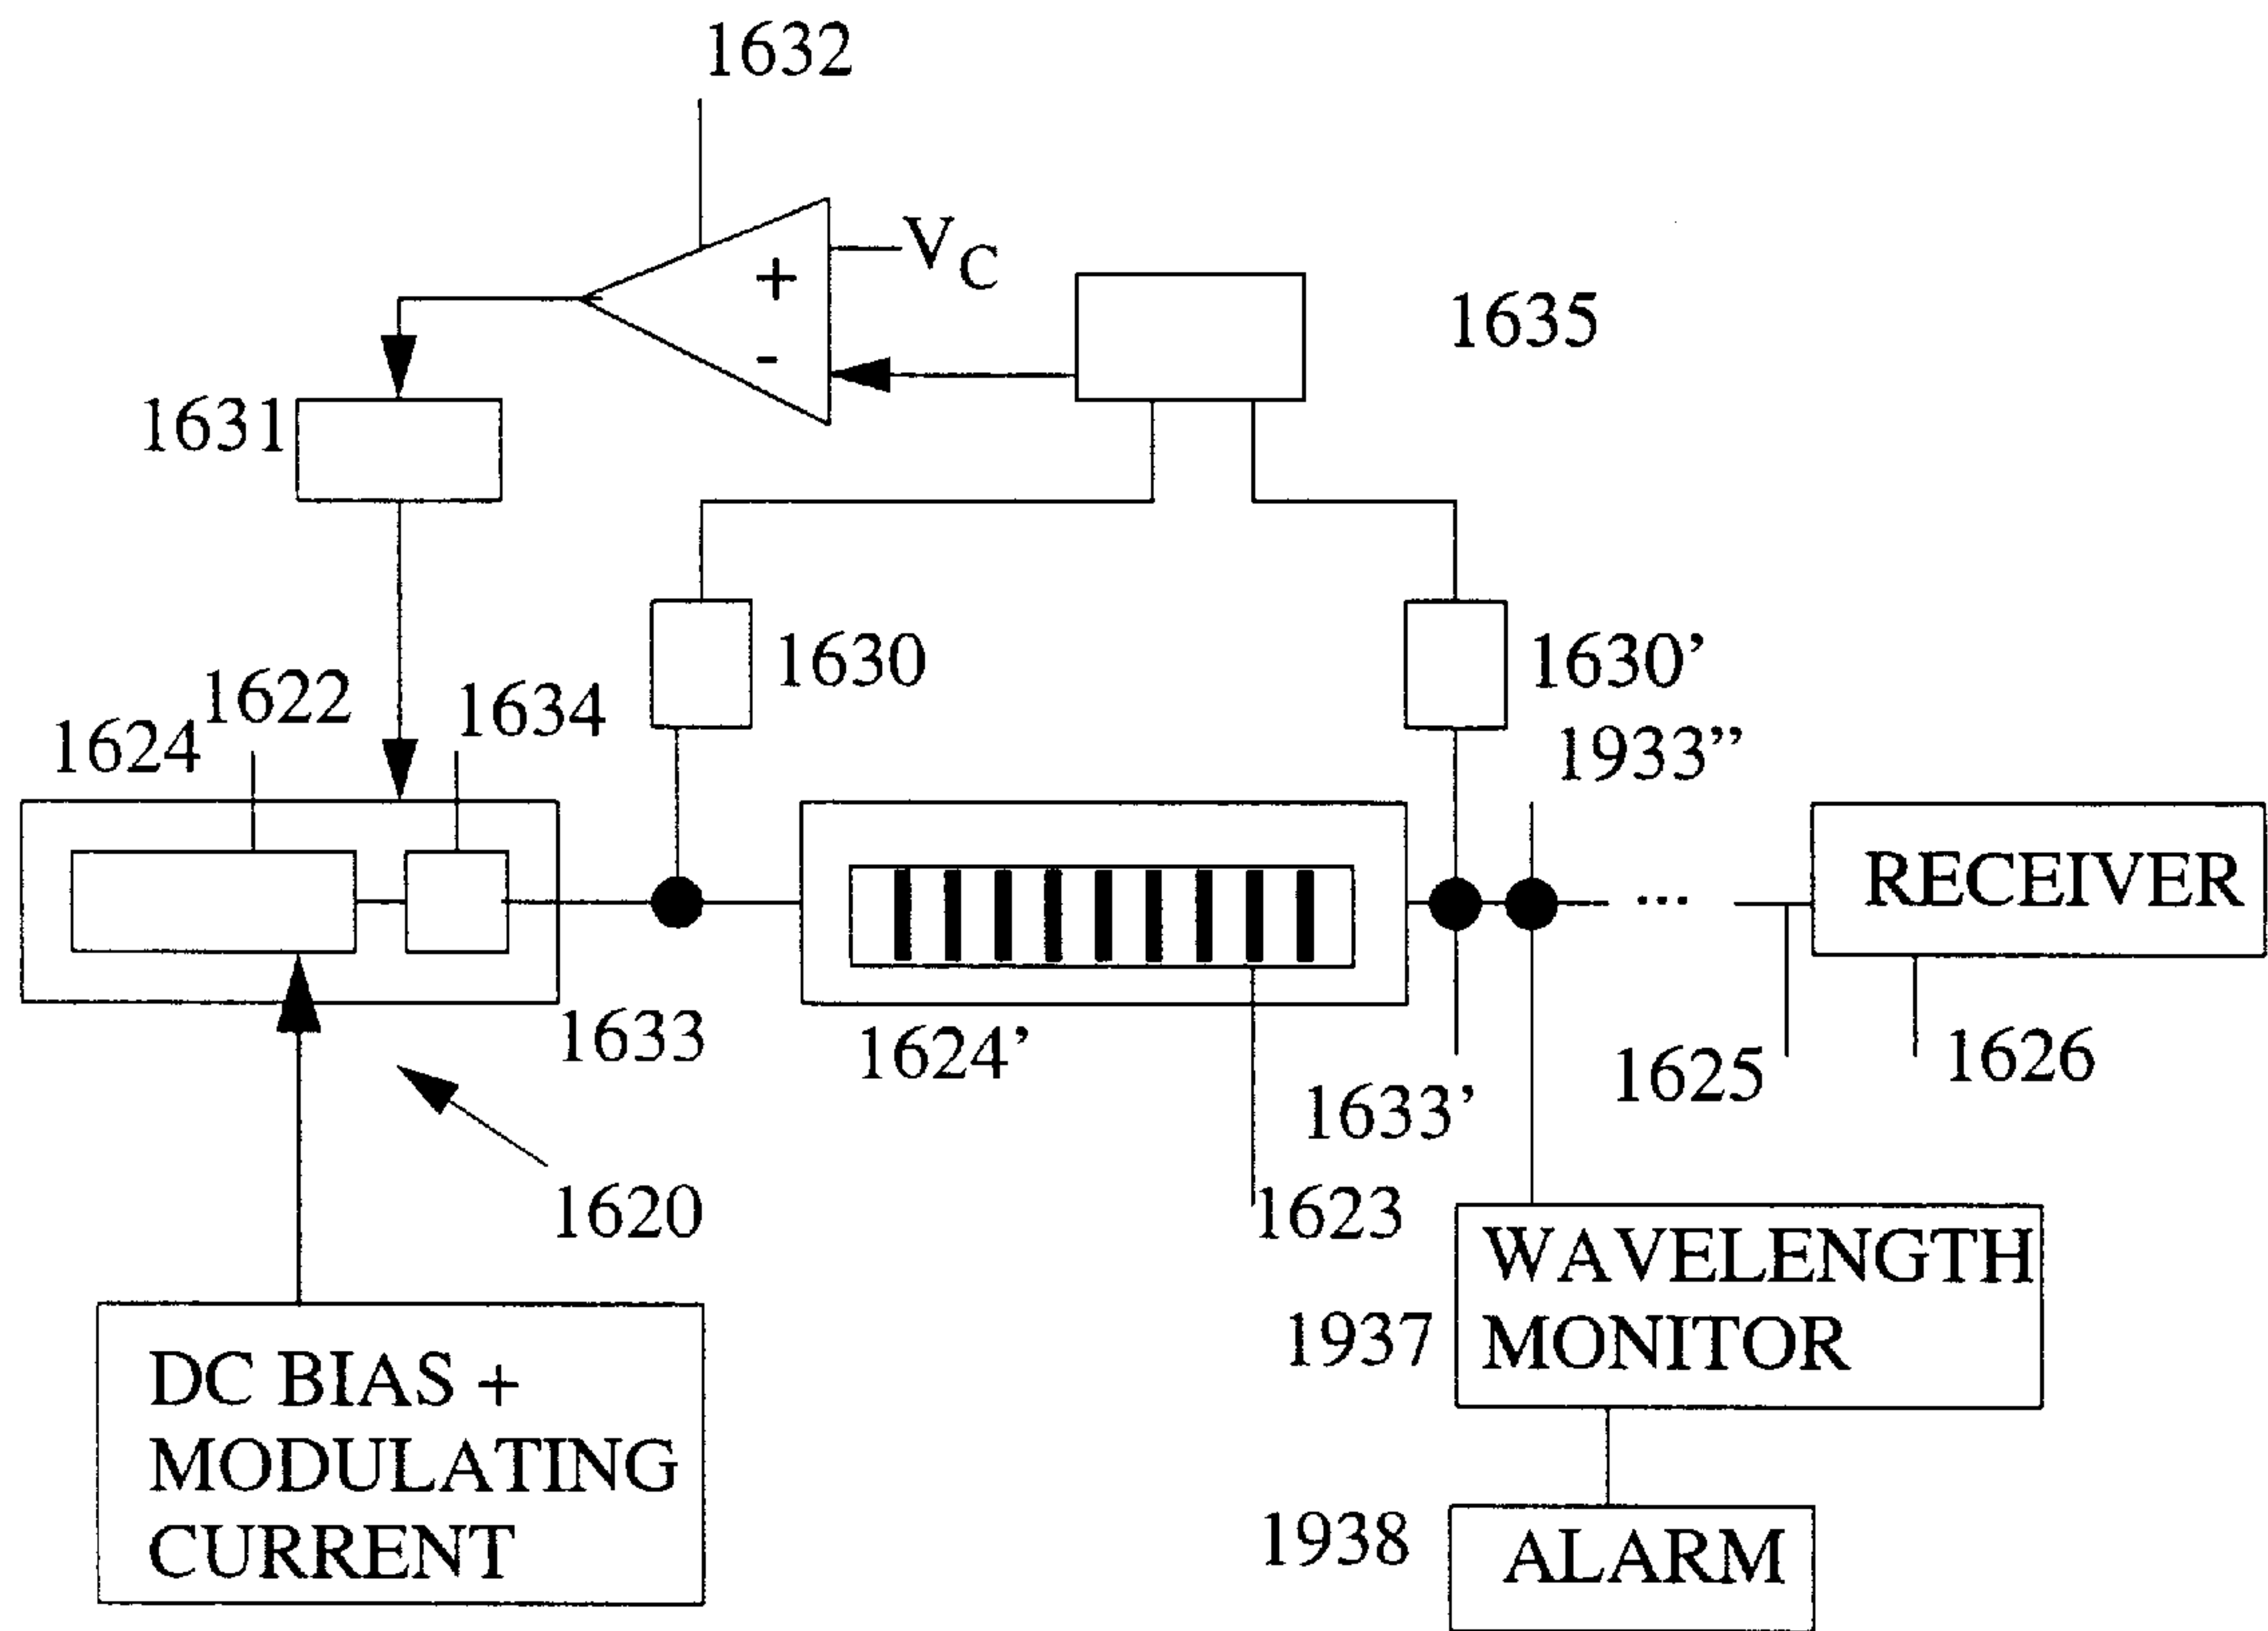 1632
+
VC
-
1635
1631
1630
1630’
1622
1634
1624
1933”
RECEIVER
1633
1624’
1625
1626
1633’
1620
1623
WAVELENGTH
MONITOR
1937
DC BIAS +
MODULATING
CURRENT
1938
ALARM
...